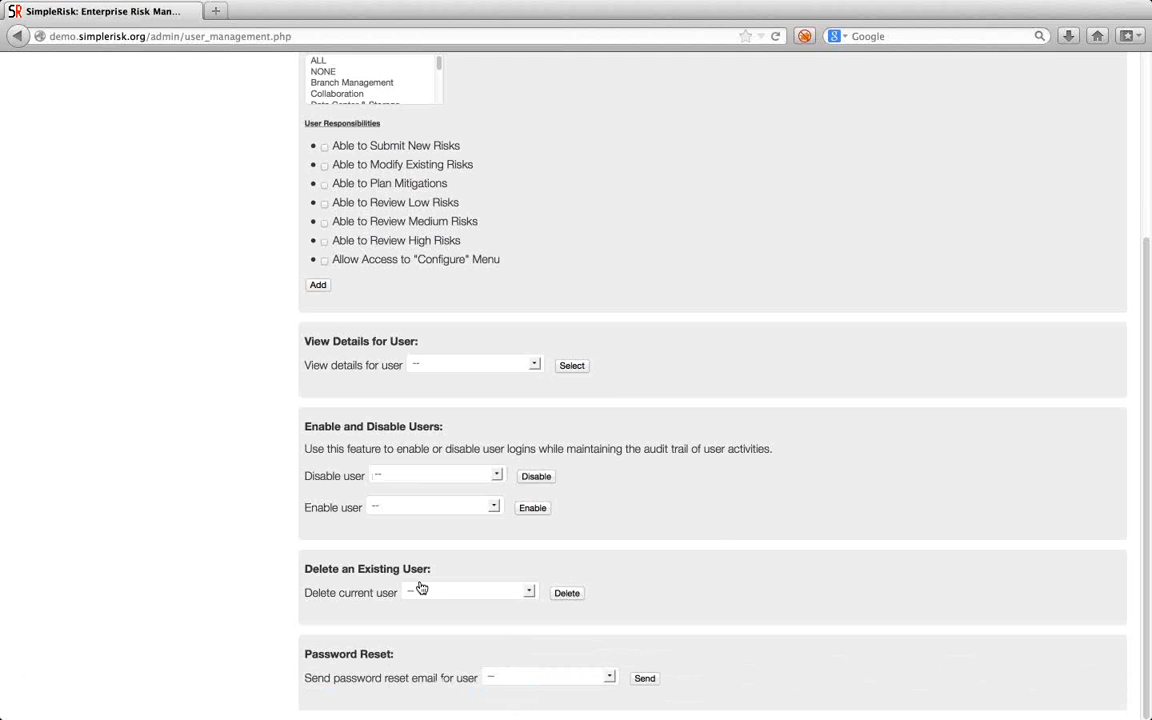 SimpleRisk: Enterprise Risk Man...
demo.simplerisk.org/admin/user_management.php
Google
ALL
NONE
Branch Management
Collaboration
Data Center & Storage
User Responsibilities
Able to Submit New Risks
Able to Modify Existing Risks
Able to Plan Mitigations
Able to Review Low Risks
Able to Review Medium Risks
Able to Review High Risks
Allow Access to "Configure" Menu
Add
View Details for User:
View details for user -- Select
Enable and Disable Users:
Use this feature to enable or disable user logins while maintaining the audit trail of user activities.
Disable user -- Disable
Enable user -- Enable
Delete an Existing User:
Delete current user -- Delete
Password Reset:
Send password reset email for user -- Send